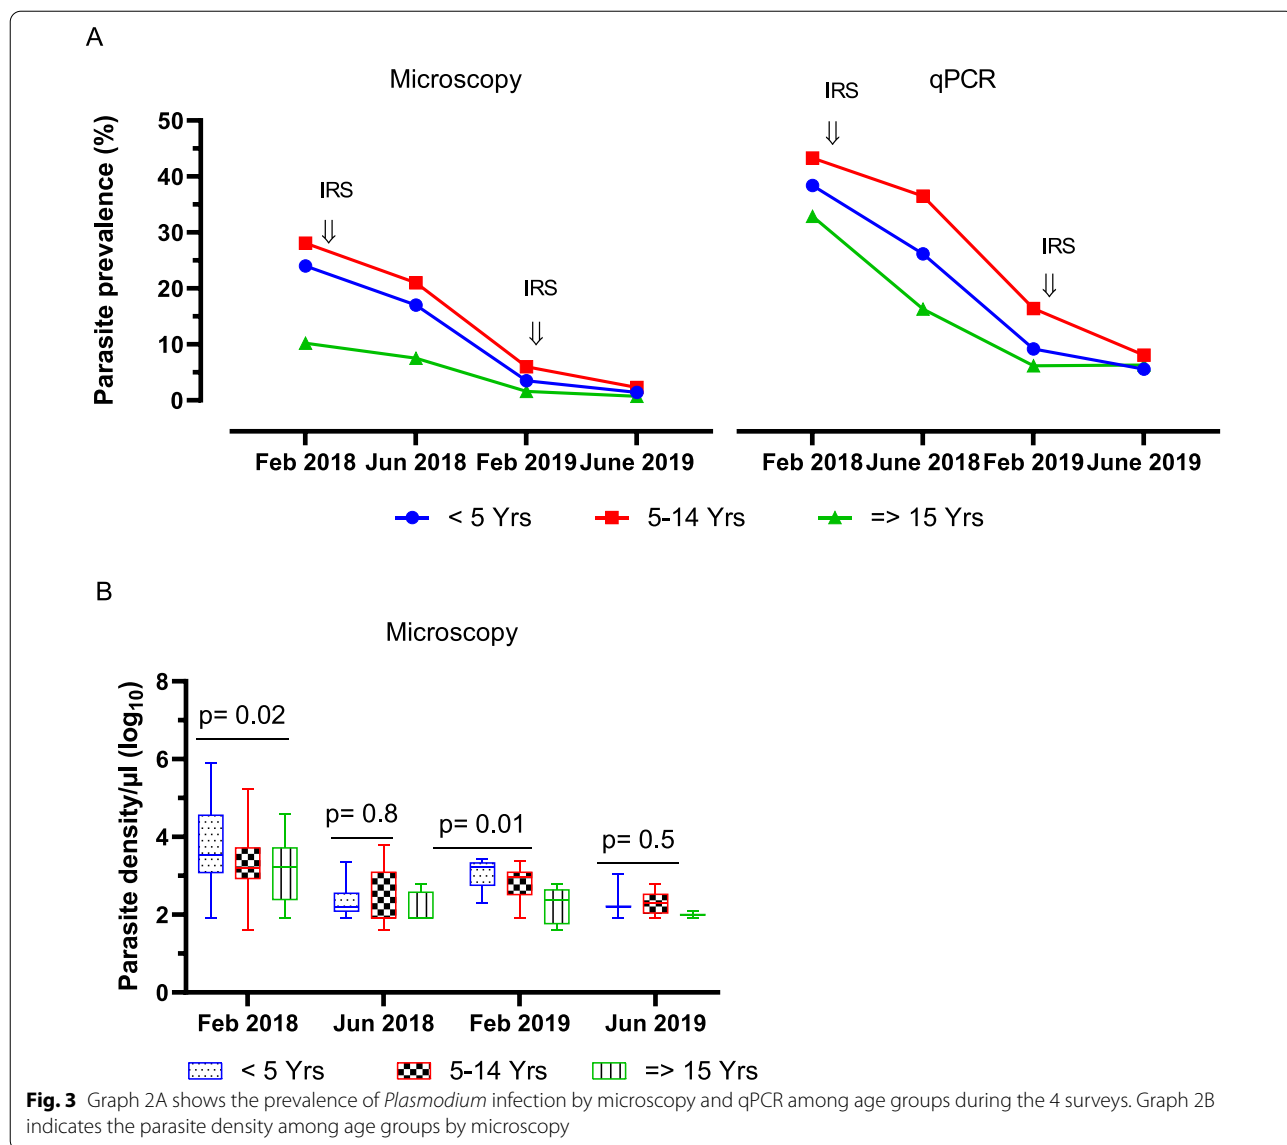 A
Microscopy
qPCR
Parasite prevalence (%)
50
40
30
20
10
0
IRS
⇓
IRS
⇓
IRS
⇓
IRS
⇓
Feb 2018 Jun 2018 Feb 2019 June 2019
Feb 2018 June 2018 Feb 2019 June 2019
< 5 Yrs 5-14 Yrs => 15 Yrs
B
Microscopy
Parasite density/µl (log₁₀)
8
6
4
2
0
p= 0.02
p= 0.8
p= 0.01
p= 0.5
Feb 2018 Jun 2018 Feb 2019 Jun 2019
< 5 Yrs 5-14 Yrs => 15 Yrs
Fig. 3 Graph 2A shows the prevalence of Plasmodium infection by microscopy and qPCR among age groups during the 4 surveys. Graph 2B
indicates the parasite density among age groups by microscopy